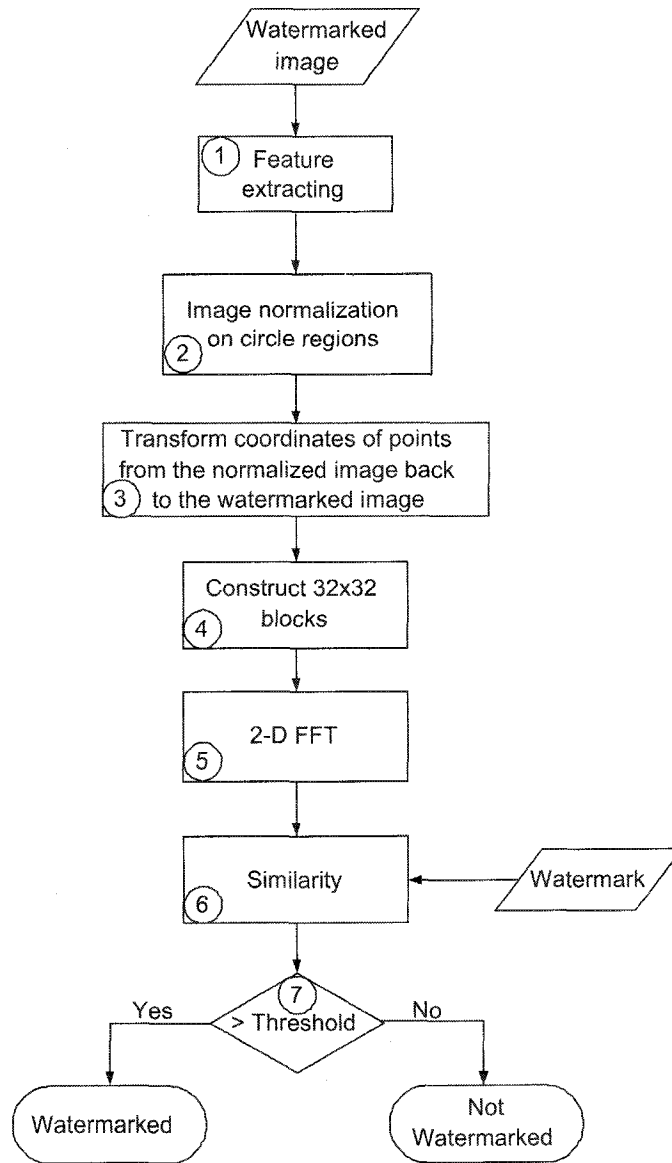 Watermarked
image
1
Feature
extracting
Image normalization
on circle regions
2
Transform coordinates of points
from the normalized image back
to the watermarked image
3
Construct 32x32
blocks
4
2-D FFT
5
Similarity
6
Watermark
7
> Threshold
Yes
No
Watermarked
Not
Watermarked